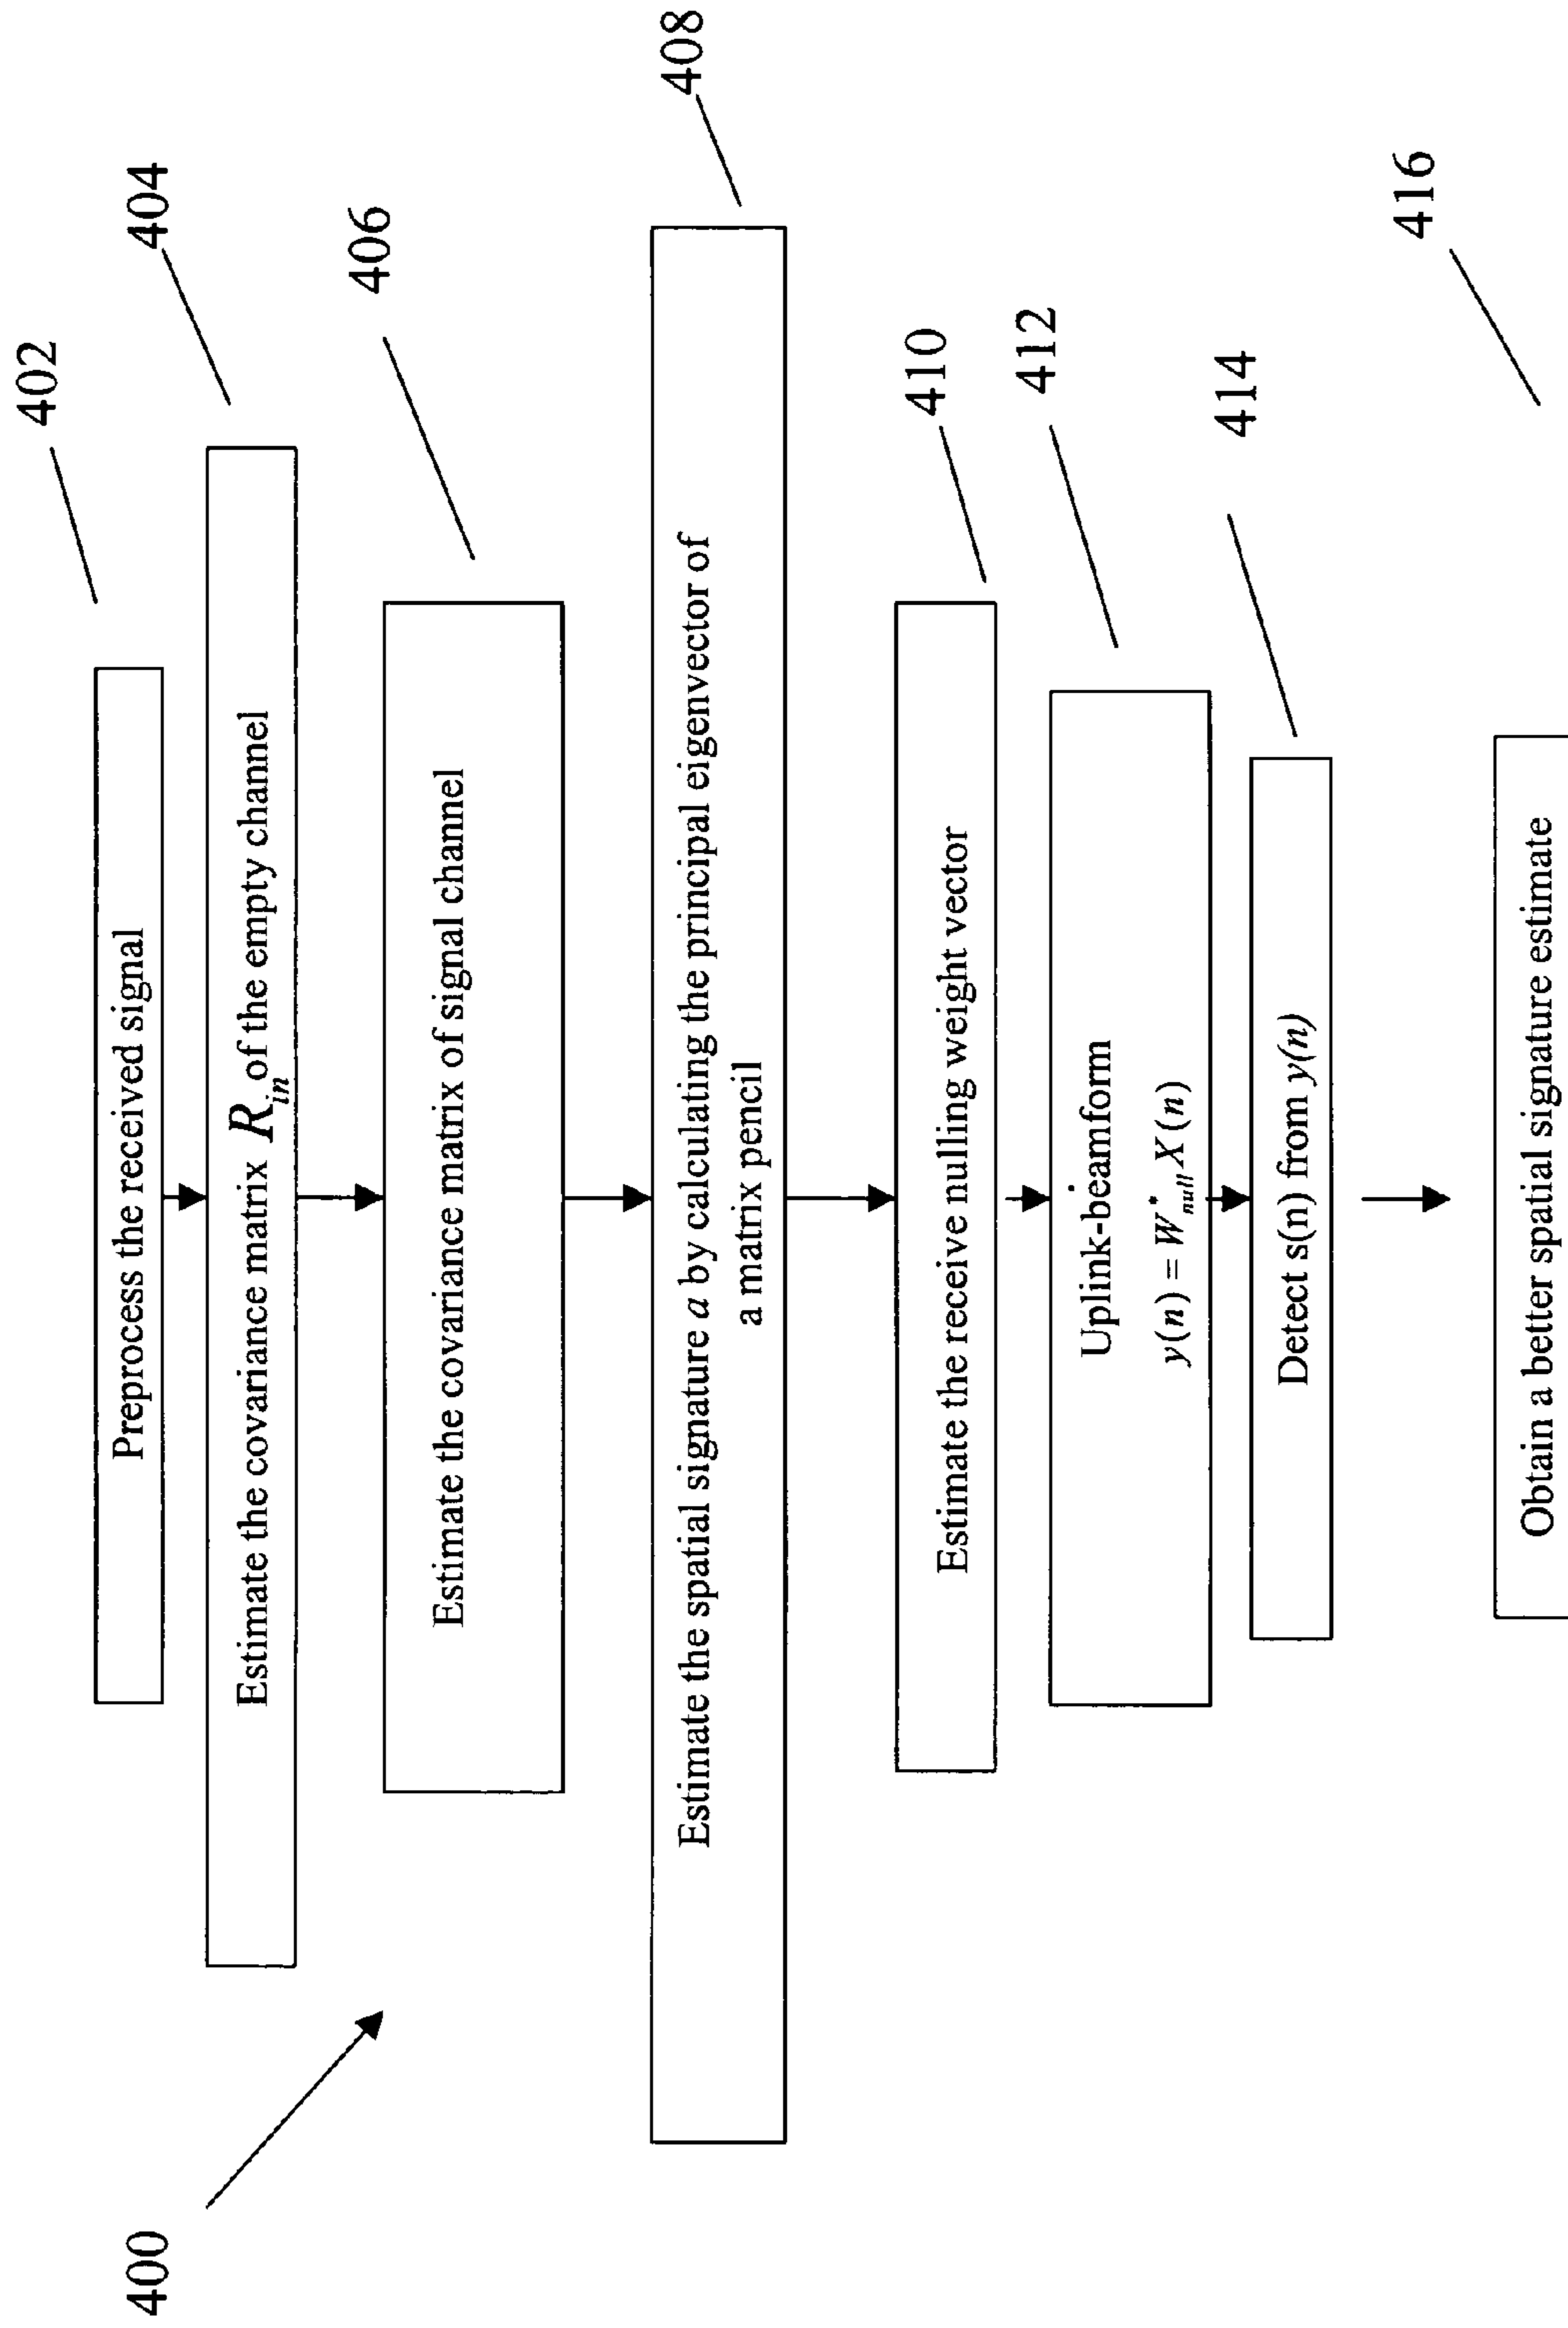 400
402
Preprocess the received signal
404
Estimate the covariance matrix R_in of the empty channel
406
Estimate the covariance matrix of signal channel
408
Estimate the spatial signature a by calculating the principal eigenvector of
a matrix pencil
410
Estimate the receive nulling weight vector
412
Uplink-beamform
y(n) = W*_null X(n)
414
Detect s(n) from y(n)
416
Obtain a better spatial signature estimate